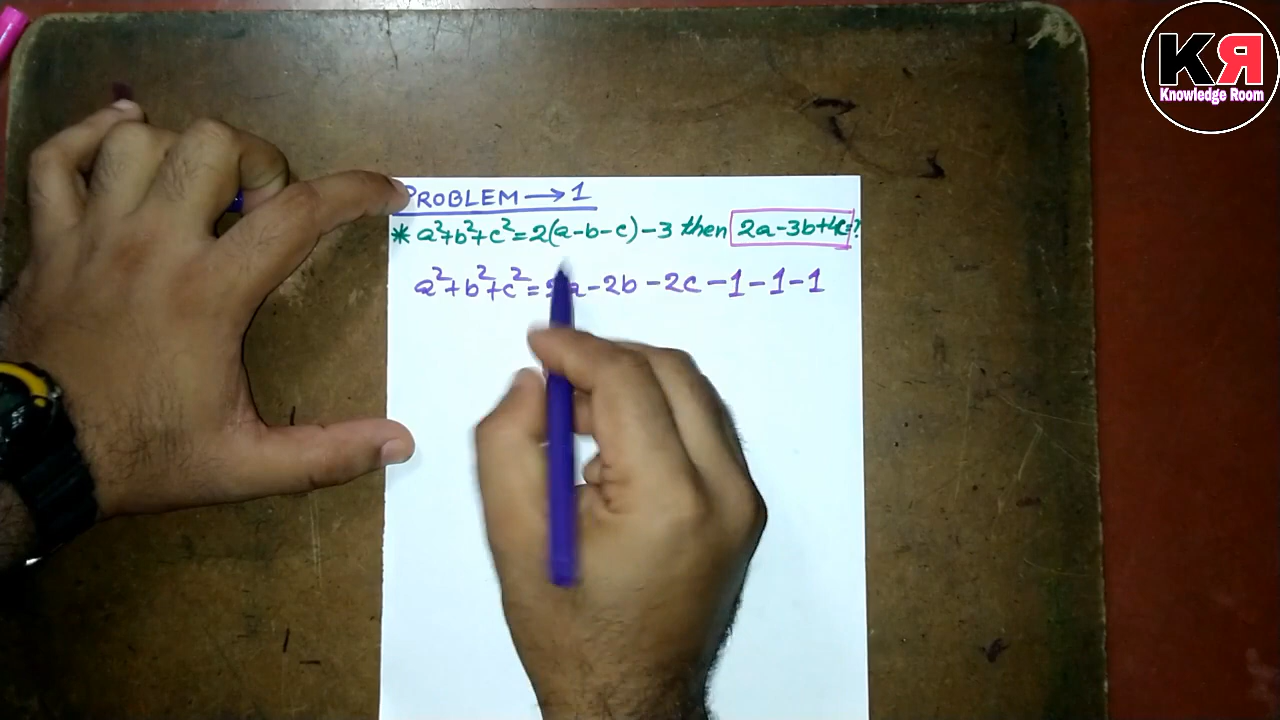 KЯ
Knowledge Room
PROBLEM → 1
* a²+b²+c²=2(a-b-c)-3 then 2a-3b+4c=?
a²+b²+c²=2a-2b-2c-1-1-1